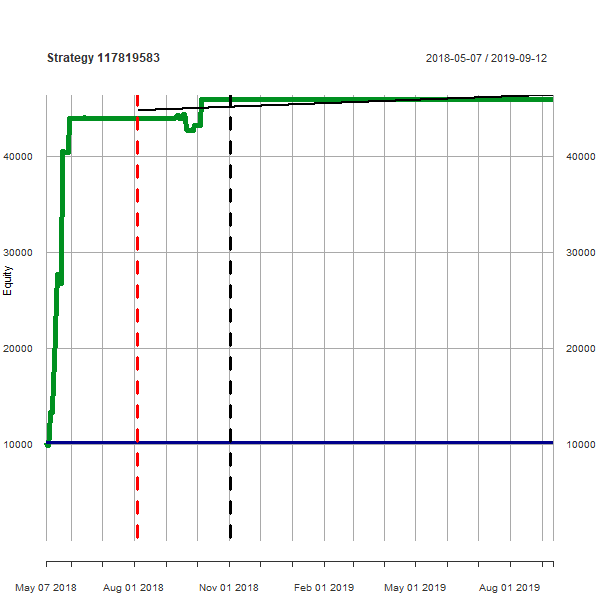 Strategy 117819583
2018-05-07 / 2019-09-12
40000
40000
30000
30000
Equity
20000
20000
10000
10000
May 07 2018
Aug 01 2018
Nov 01 2018
Feb 01 2019
May 01 2019
Aug 01 2019